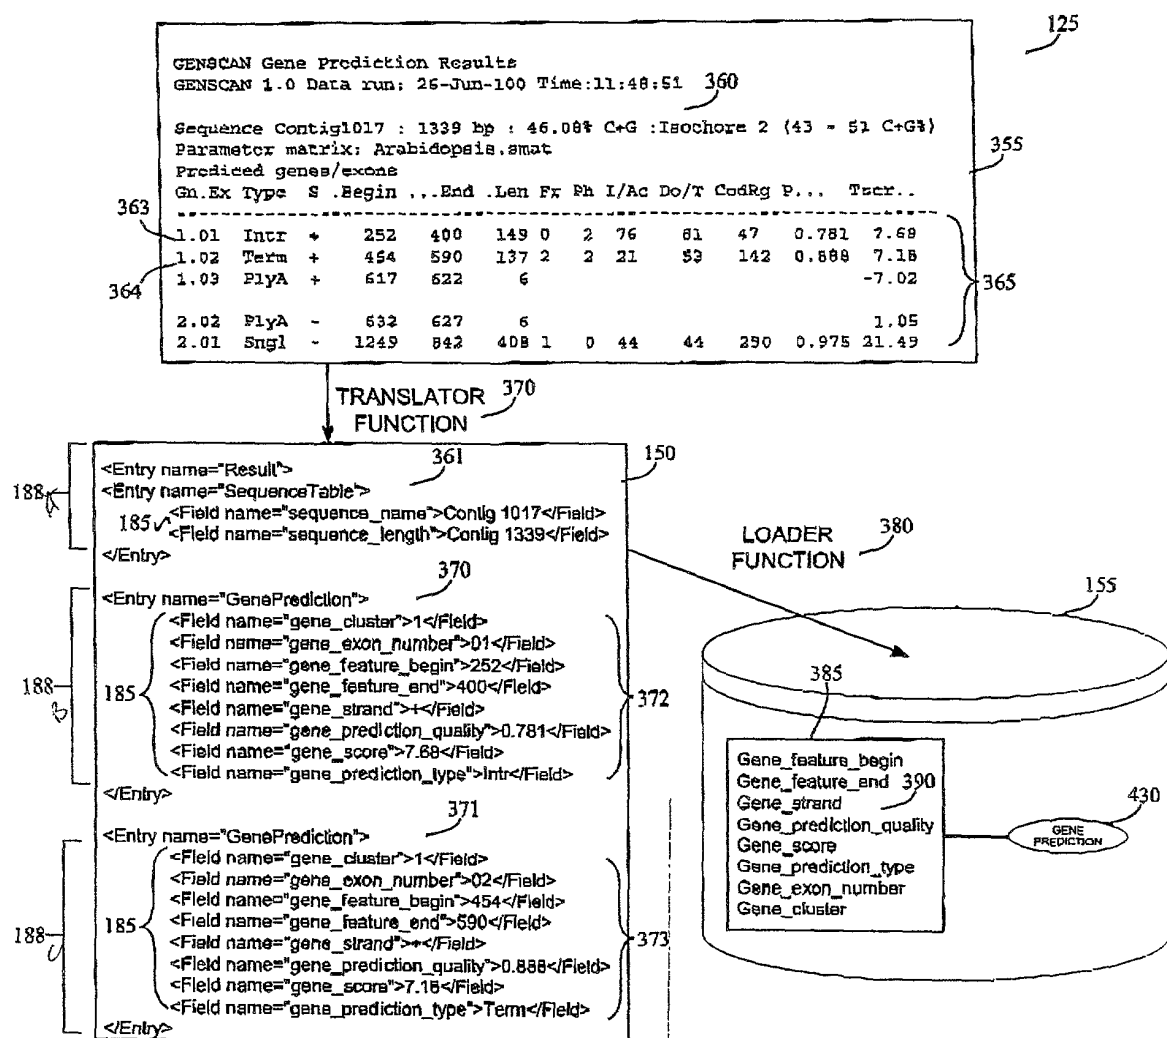 125
GENSCAN Gene Prediction Results
GENSCAN 1.0 Data run: 26-Jun-100 Time:11:48:51 360
Sequence Contig1017 : 1339 bp : 46.08% C+G :Isochore 2 (43 - 51 C+G%)
Parameter matrix: Arabidopsis.smat
355
Prediced genes/exons
Gn.Ex Type S .Begin ...End .Len Fr Ph I/Ac Do/T CodRg P... Tscr..
363
1.01 Intr + 252 400 149 0 2 76 81 47 0.781 7.68
1.02 Term + 454 590 137 2 2 21 53 142 0.888 7.18
364
1.03 PlyA + 617 622 6 -7.02
365
2.02 PlyA - 632 627 6 1.05
2.01 Sngl - 1249 842 408 1 0 44 44 290 0.975 21.49
TRANSLATOR 370
FUNCTION
361 150
188 A
<Entry name="Result">
<Entry name="SequenceTable">
185 <Field name="sequence_name">Contig 1017</Field>
<Field name="sequence_length">Contig 1339</Field>
</Entry>
LOADER 380
FUNCTION
370
<Entry name="GenePrediction">
<Field name="gene_cluster">1</Field>
<Field name="gene_exon_number">01</Field>
<Field name="gene_feature_begin">252</Field>
188 B 185 <Field name="gene_feature_end">400</Field> 372
<Field name="gene_strand">+</Field>
<Field name="gene_prediction_quality">0.781</Field>
<Field name="gene_score">7.68</Field>
<Field name="gene_prediction_type">Intr</Field>
</Entry>
371
<Entry name="GenePrediction">
<Field name="gene_cluster">1</Field>
<Field name="gene_exon_number">02</Field>
<Field name="gene_feature_begin">454</Field>
185 <Field name="gene_feature_end">590</Field>
188 C <Field name="gene_strand">+</Field> 373
<Field name="gene_prediction_quality">0.888</Field>
<Field name="gene_score">7.18</Field>
<Field name="gene_prediction_type">Term</Field>
</Entry>
155
385
Gene_feature_begin
Gene_feature_end
390
Gene_strand
Gene_prediction_quality
Gene_score
Gene_prediction_type
Gene_exon_number
Gene_cluster
430
GENE
PREDICTION